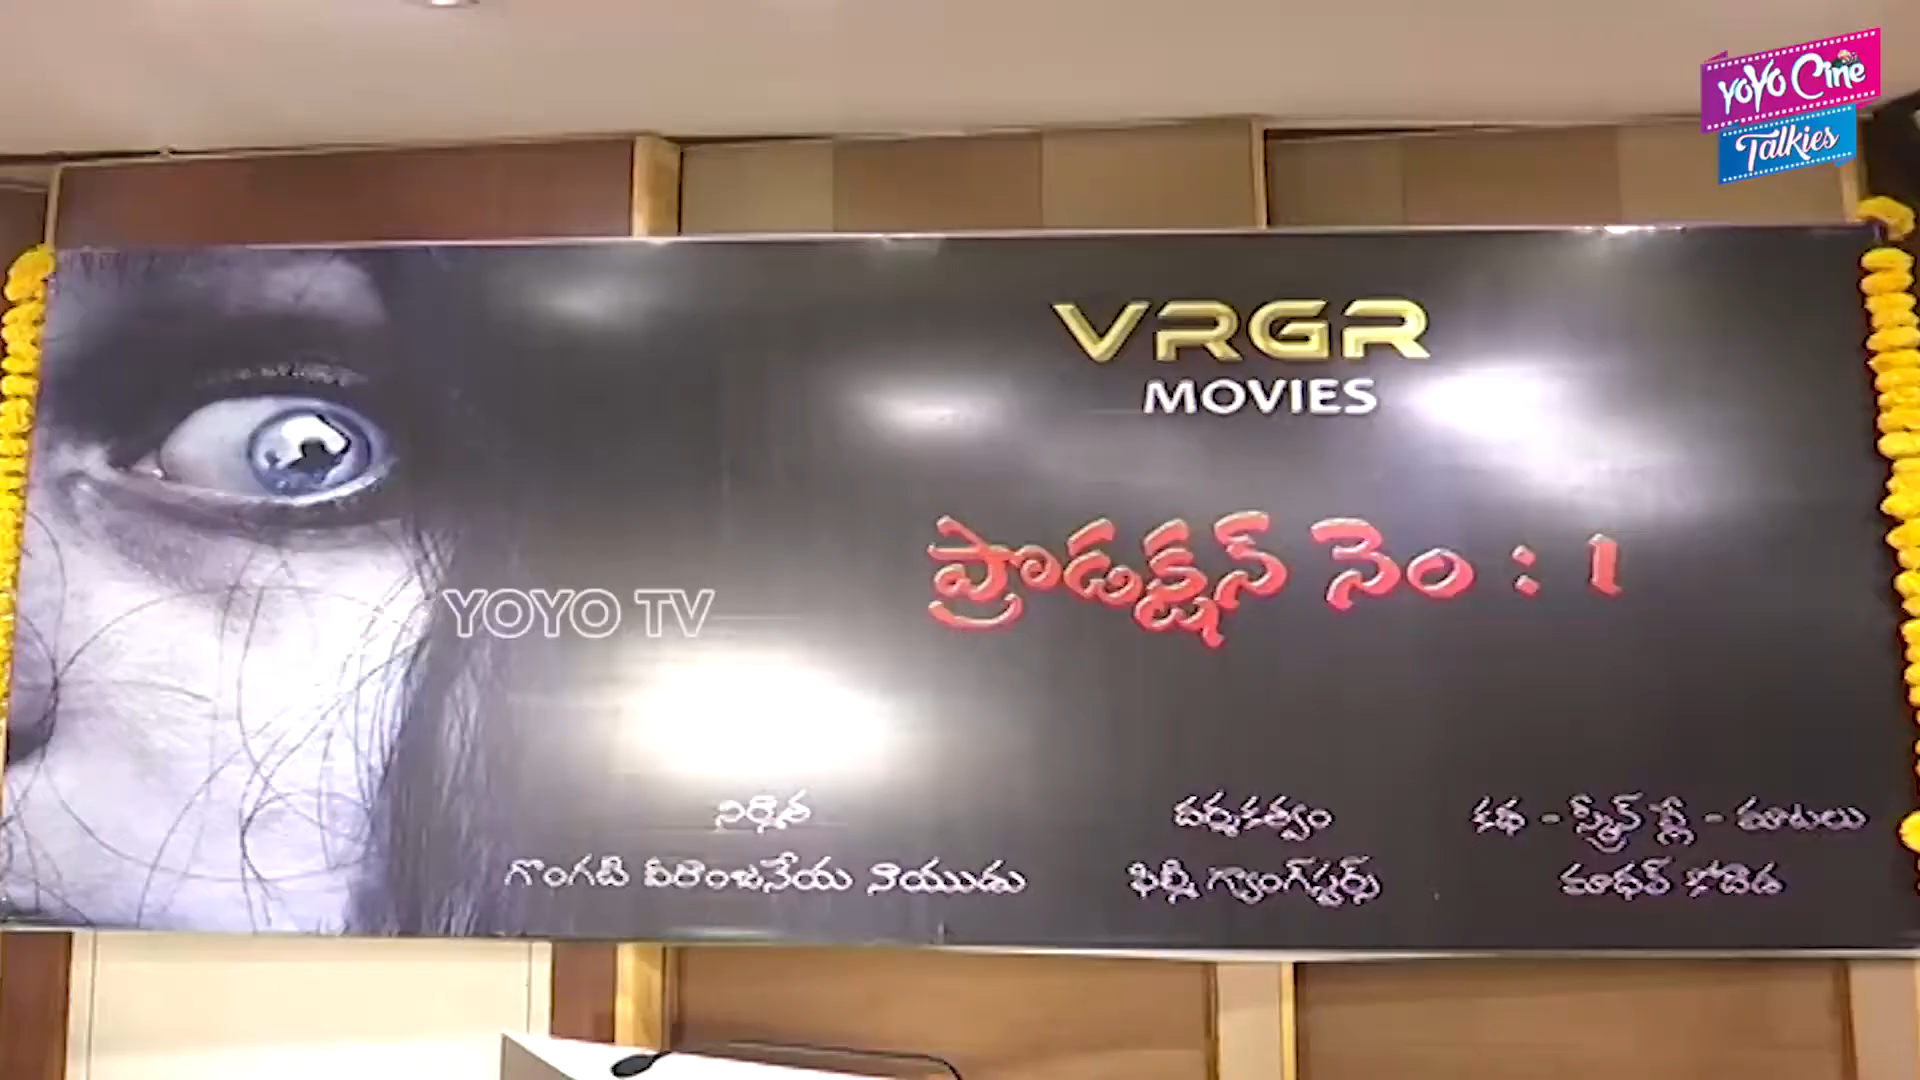 YOYO Cine
Talkies
VRGR
MOVIES
ప్రొడక్షన్ నెం : 1
YOYO TV
నిర్మాత
గొంగటి వీరాంజనేయ నాయుడు
దర్శకత్వం
ఫిల్మీ గ్యాంగ్‌స్టర్స్
కథ - స్క్రీన్ ప్లే - మాటలు
మాధవ్ కోదాడ